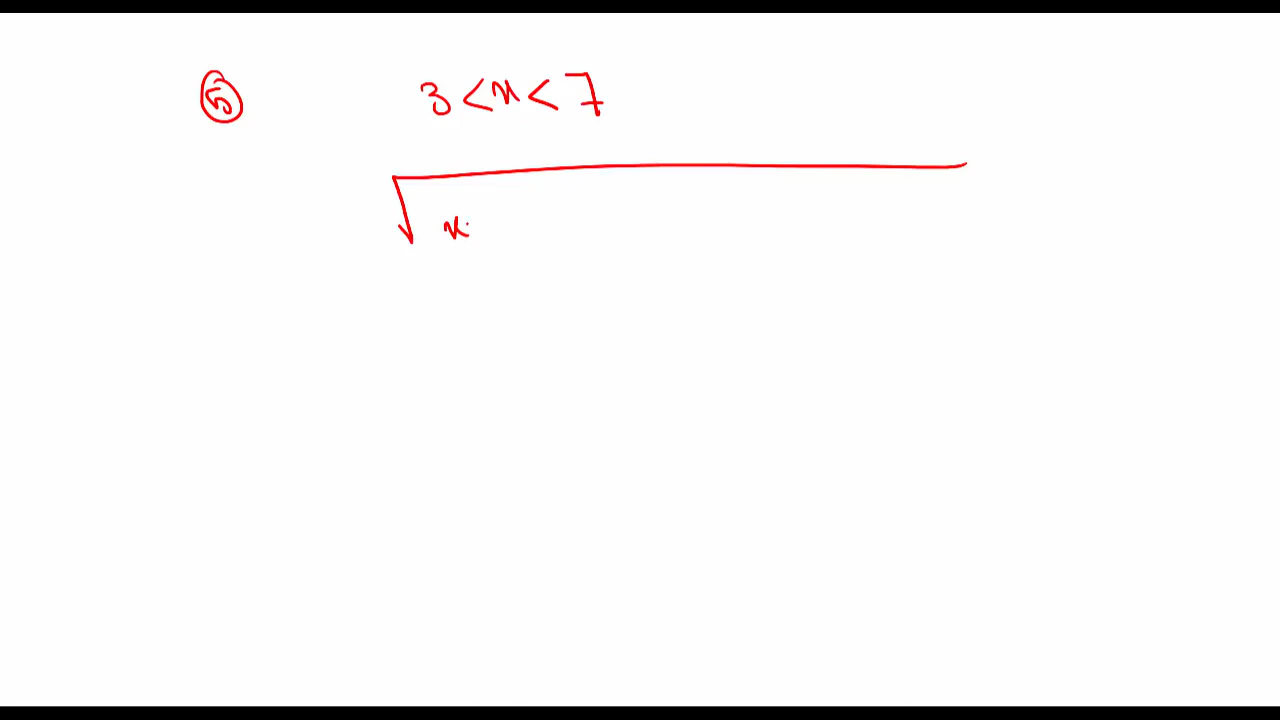 ⑤ 3 < x < 7
√x